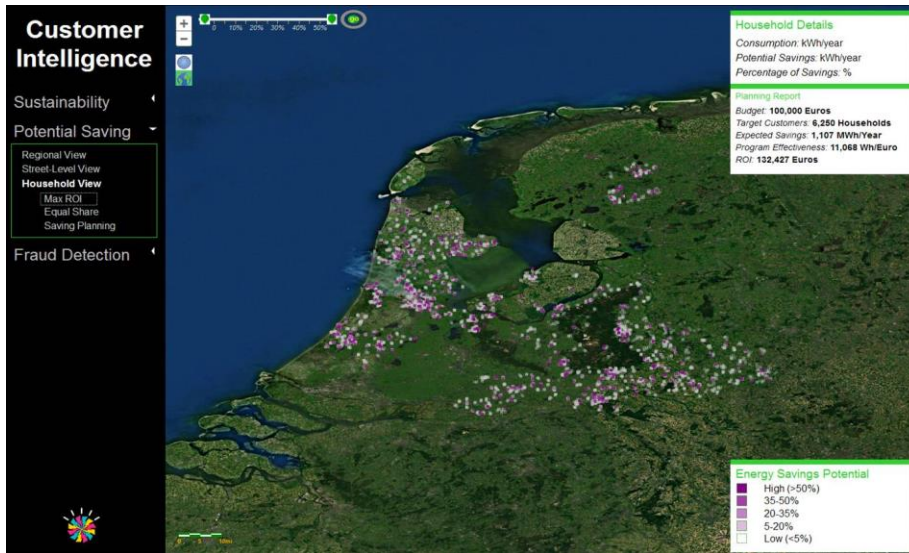 Customer
Intelligence
Sustainability
Potential Saving
Regional View
Street-Level View
Household View
Max ROI
Equal Share
Saving Planning
Fraud Detection
+
−
0 10% 20% 30% 40% 50%
Household Details
Consumption: kWh/year
Potential Savings: kWh/year
Percentage of Savings: %
Planning Report
Budget: 100,000 Euros
Target Customers: 6,250 Households
Expected Savings: 1,107 MWh/Year
Program Effectiveness: 11,068 Wh/Euro
ROI: 132,427 Euros
Energy Savings Potential
High (>50%)
35-50%
20-35%
5-20%
Low (<5%)